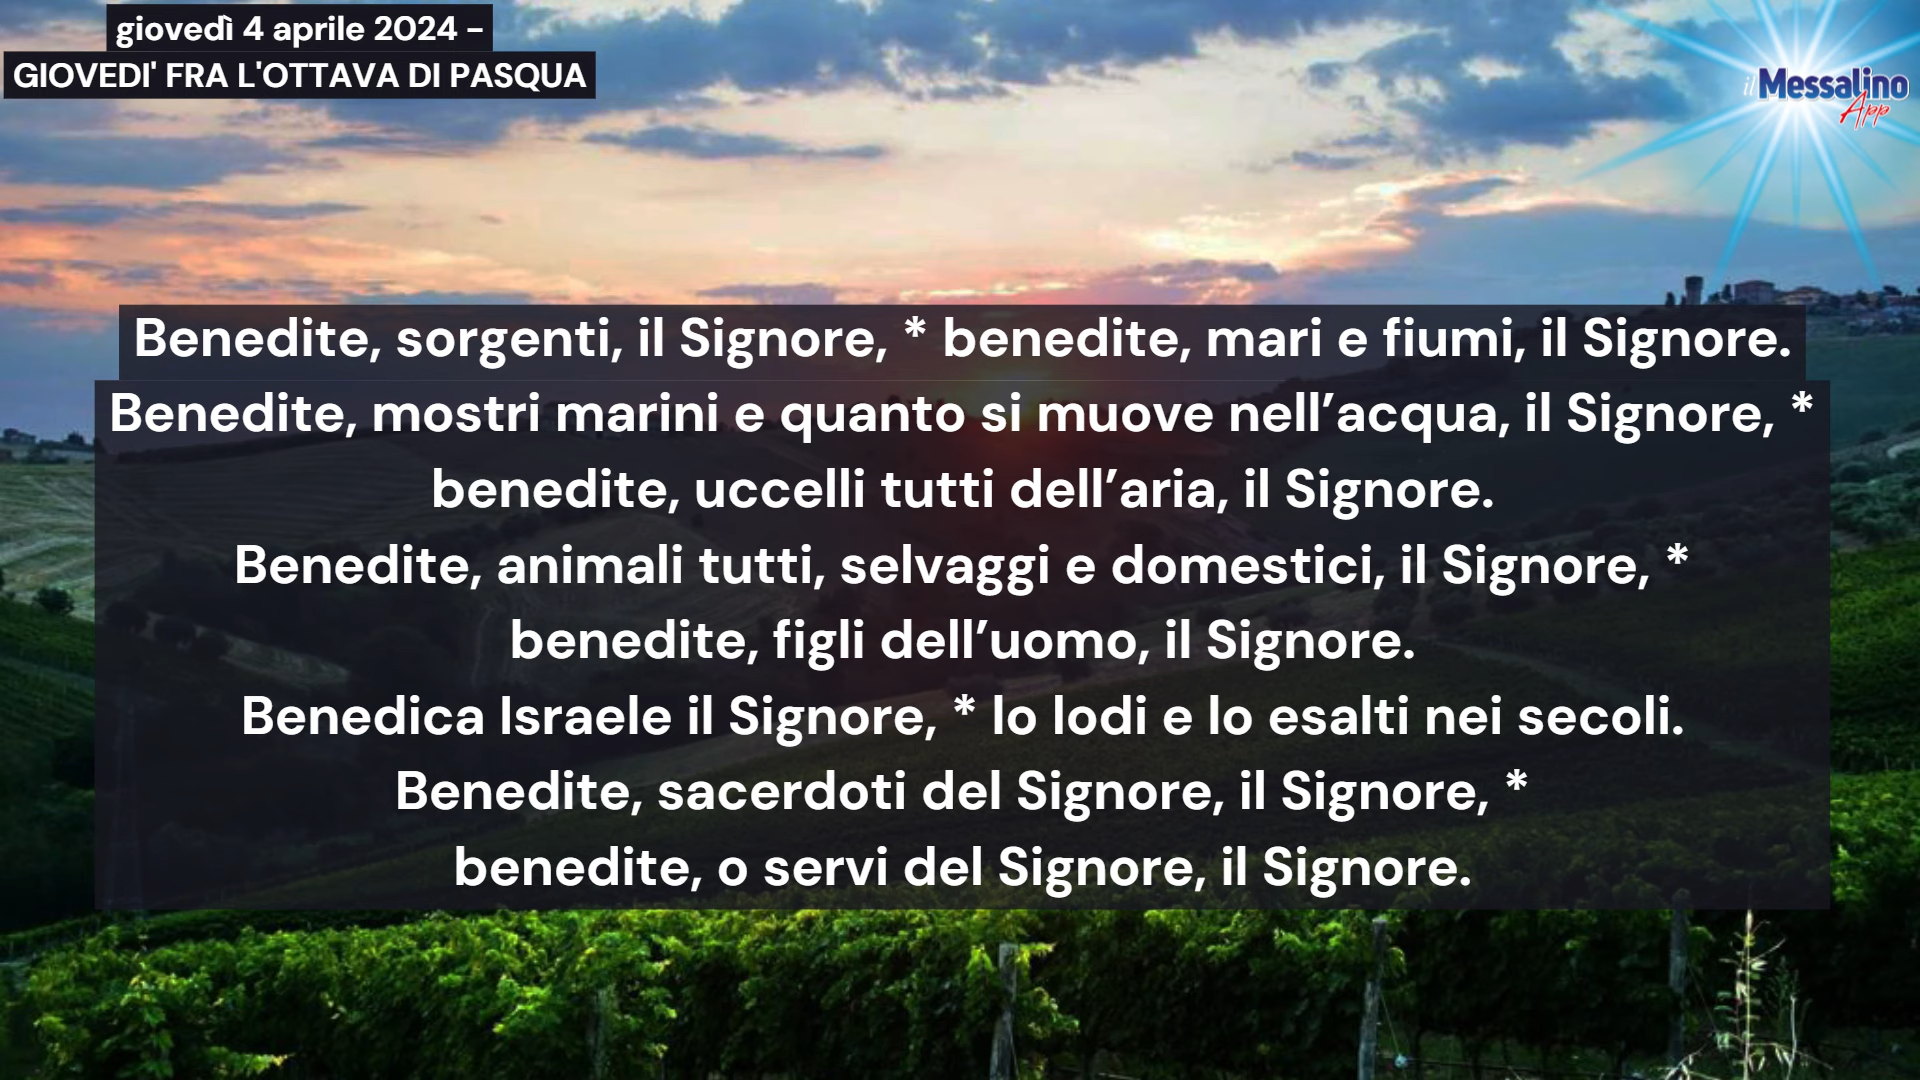 giovedì 4 aprile 2024 -
GIOVEDI' FRA L'OTTAVA DI PASQUA
il Messalino
App
Benedite, sorgenti, il Signore, * benedite, mari e fiumi, il Signore.
Benedite, mostri marini e quanto si muove nell’acqua, il Signore, *
benedite, uccelli tutti dell’aria, il Signore.
Benedite, animali tutti, selvaggi e domestici, il Signore, *
benedite, figli dell’uomo, il Signore.
Benedica Israele il Signore, * lo lodi e lo esalti nei secoli.
Benedite, sacerdoti del Signore, il Signore, *
benedite, o servi del Signore, il Signore.